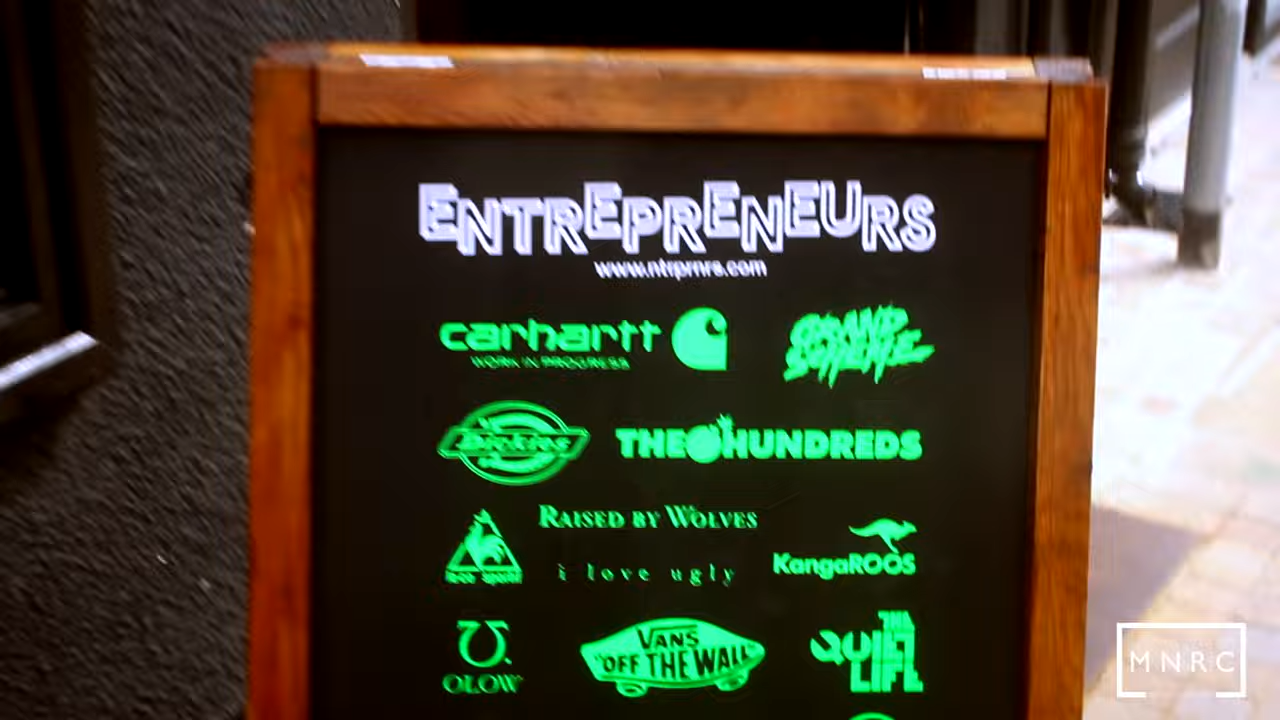 ENTREPRENEURS
www.ntrprnrs.com
carhartt
WORK IN PROGRESS
GRAND
SCHEME
Dickies
THE HUNDREDS
RAISED BY WOLVES
i love ugly
KangaROOS
OLOW
VANS
"OFF THE WALL"
THE
QUIET
LIFE
MNRC